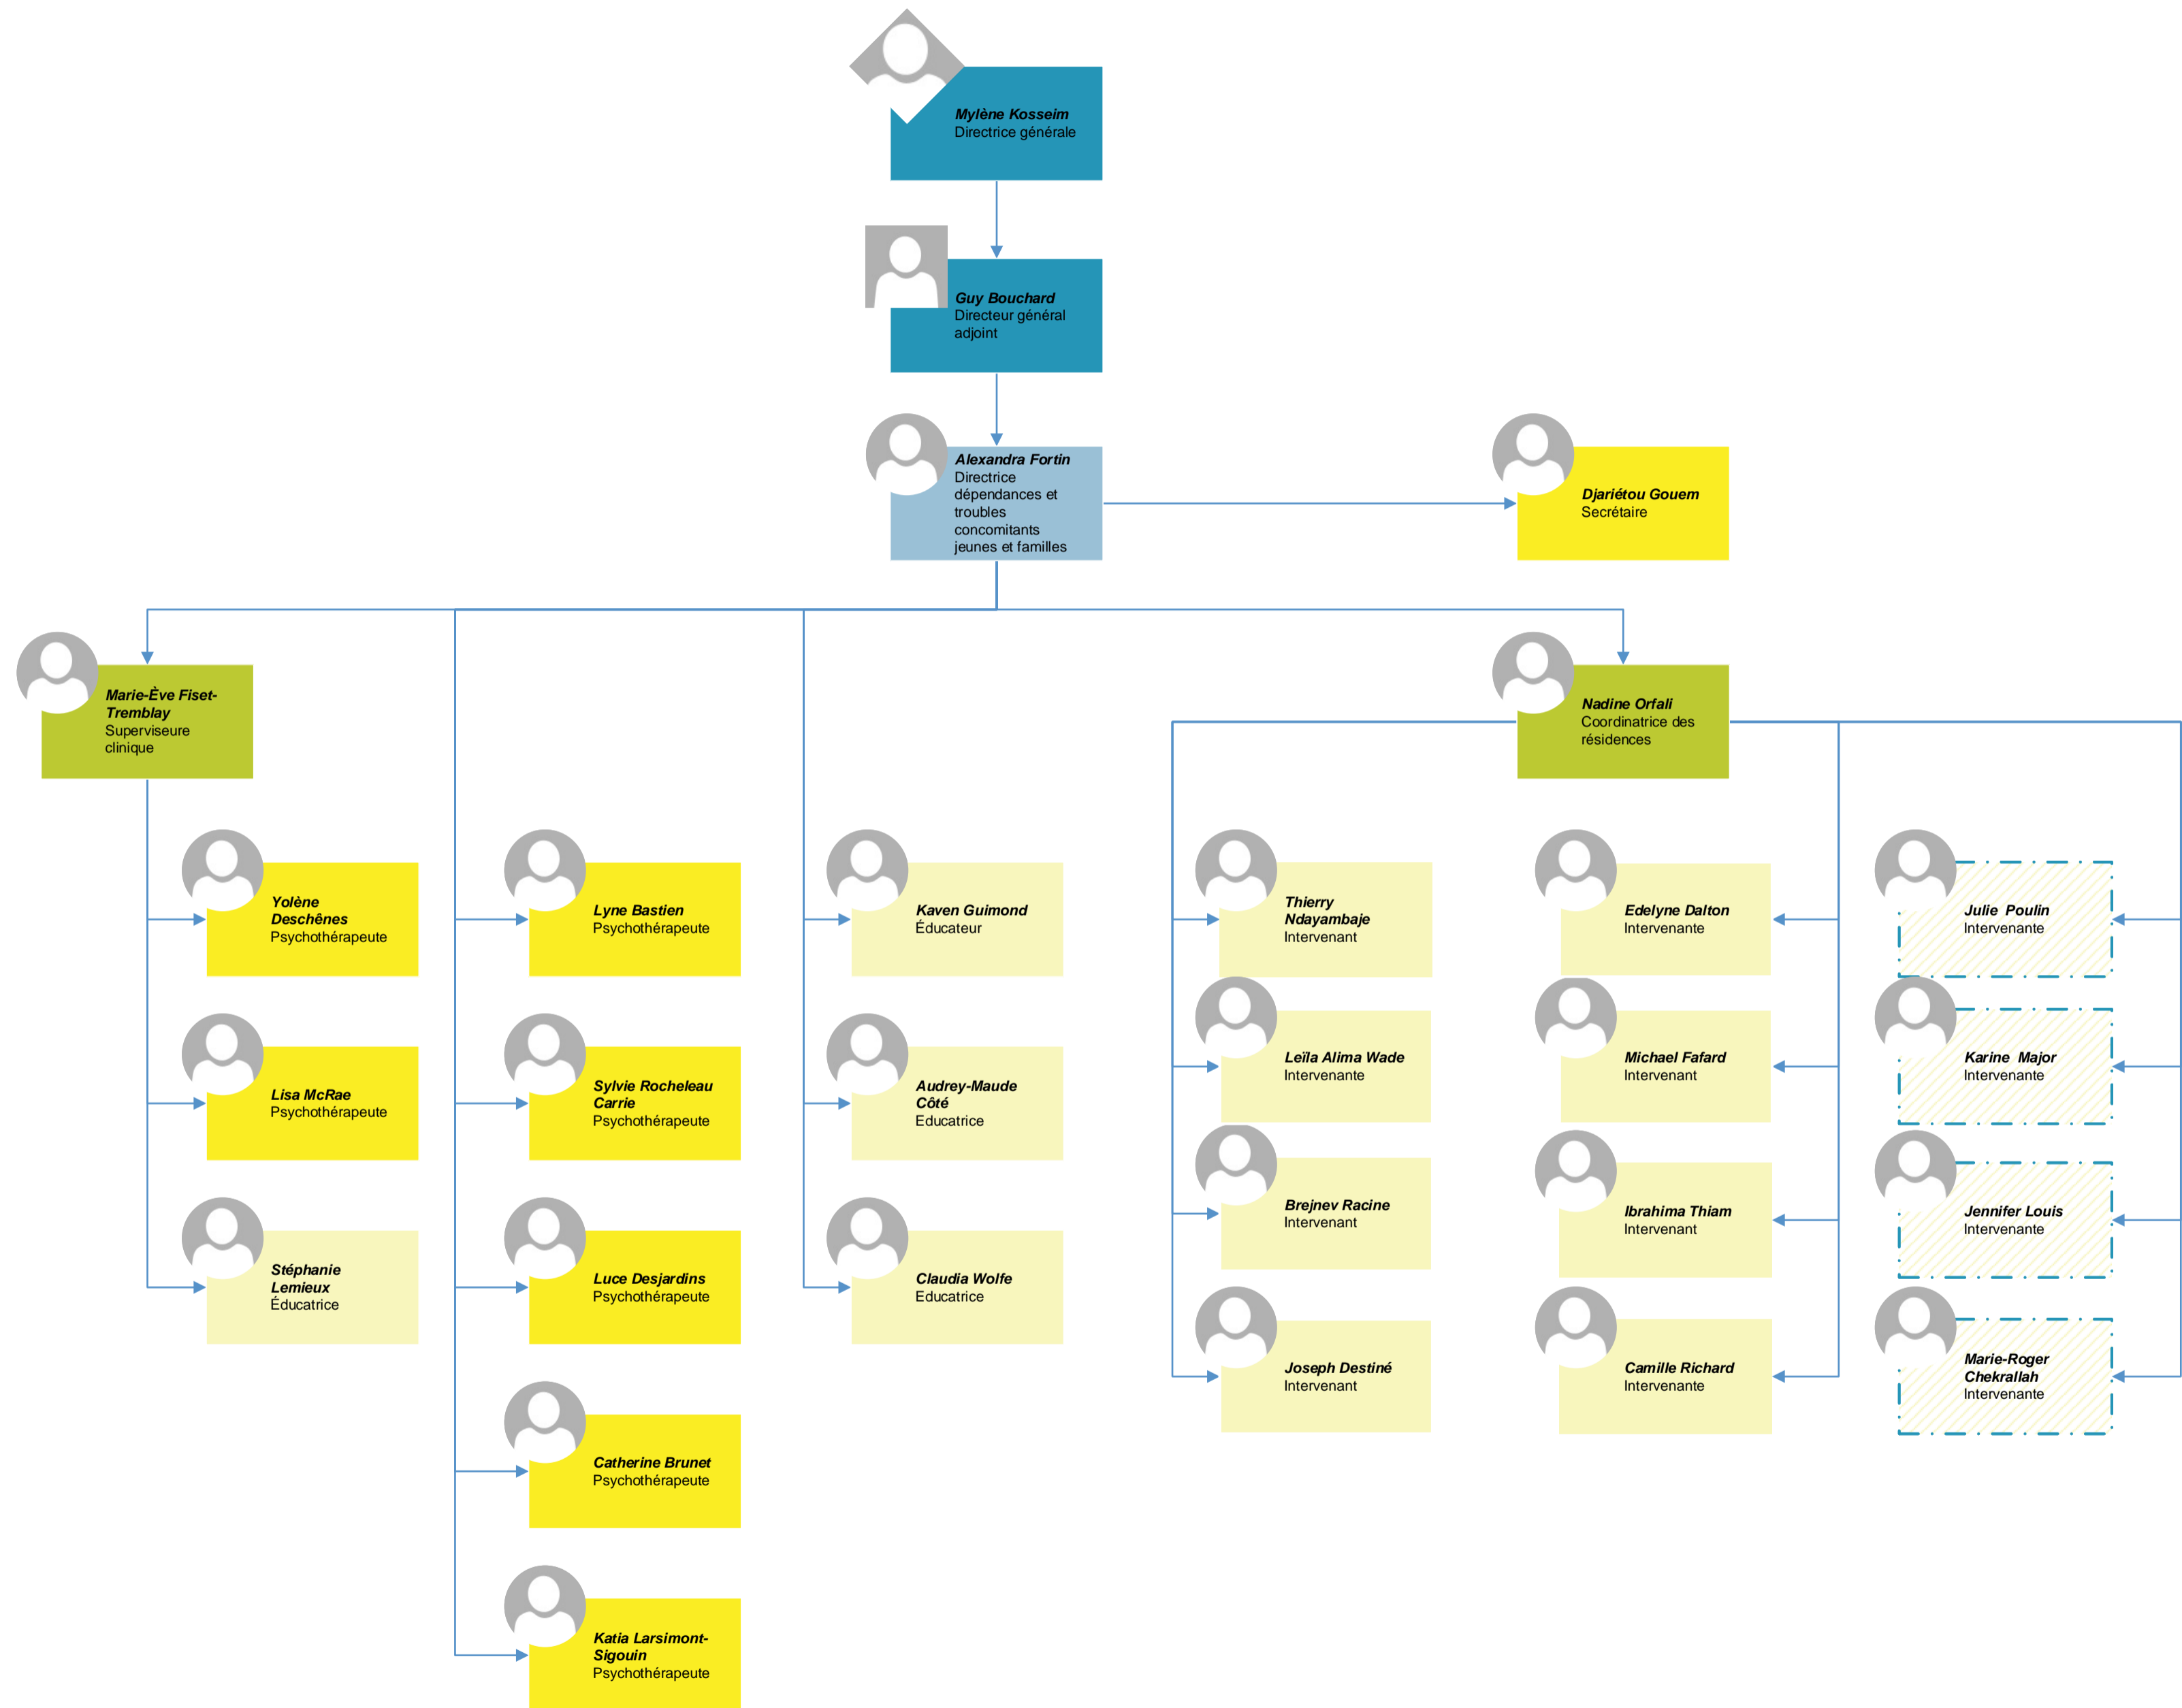 Mylène Kosseim
Directrice générale
Guy Bouchard
Directeur général
adjoint
Alexandra Fortin
Directrice
dépendances et
troubles
concomitants
jeunes et familles
Djariétou Gouem
Secrétaire
Marie-Ève Fiset-
Tremblay
Superviseure
clinique
Nadine Orfali
Coordinatrice des
résidences
Yolène
Deschênes
Psychothérapeute
Lisa McRae
Psychothérapeute
Stéphanie
Lemieux
Éducatrice
Lyne Bastien
Psychothérapeute
Sylvie Rocheleau
Carrie
Psychothérapeute
Luce Desjardins
Psychothérapeute
Catherine Brunet
Psychothérapeute
Katia Larsimont-
Sigouin
Psychothérapeute
Kaven Guimond
Éducateur
Audrey-Maude
Côté
Educatrice
Claudia Wolfe
Educatrice
Thierry
Ndayambaje
Intervenant
Leïla Alima Wade
Intervenante
Brejnev Racine
Intervenant
Joseph Destiné
Intervenant
Edelyne Dalton
Intervenante
Michael Fafard
Intervenant
Ibrahima Thiam
Intervenant
Camille Richard
Intervenante
Julie  Poulin
Intervenante
Karine  Major
Intervenante
Jennifer Louis
Intervenante
Marie-Roger
Chekrallah
Intervenante